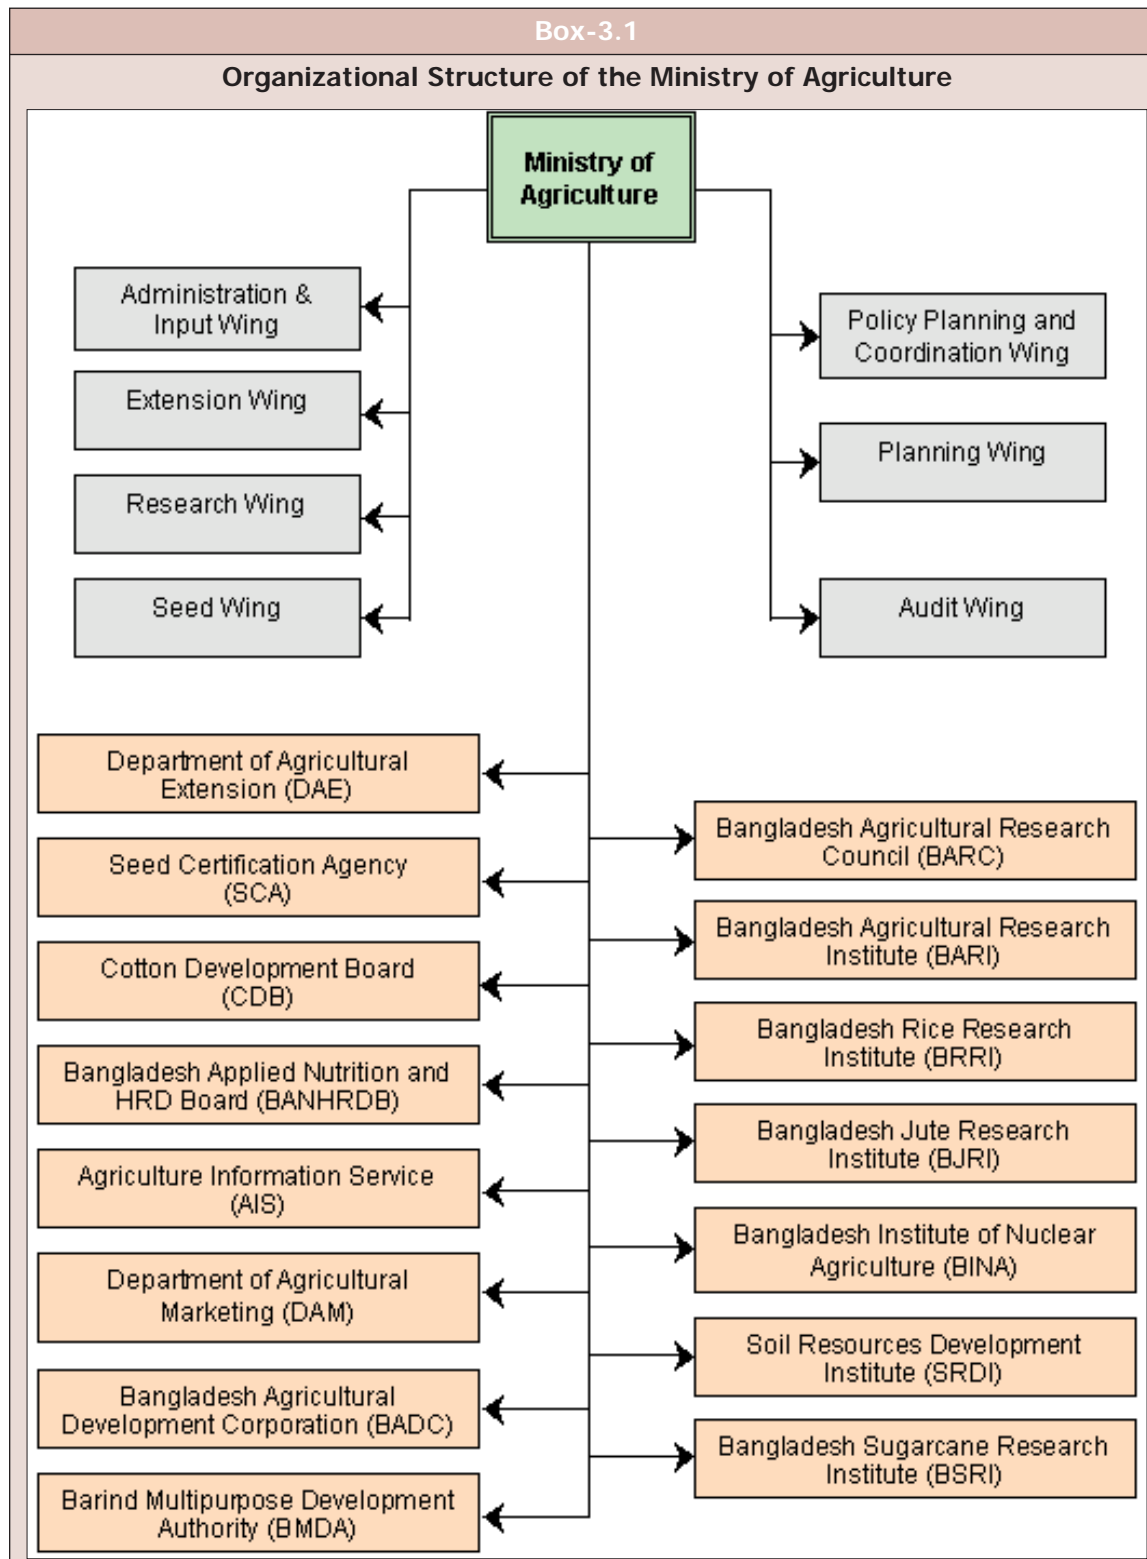 Box-3.1
Organizational Structure of the Ministry of Agriculture
Ministry of
Agriculture
Administration &
Input Wing
Extension Wing
Research Wing
Seed Wing
Policy Planning and
Coordination Wing
Planning Wing
Audit Wing
Department of Agricultural
Extension (DAE)
Seed Certification Agency
(SCA)
Cotton Development Board
(CDB)
Bangladesh Applied Nutrition and
HRD Board (BANHRDB)
Agriculture Information Service
(AIS)
Department of Agricultural
Marketing (DAM)
Bangladesh Agricultural
Development Corporation (BADC)
Barind Multipurpose Development
Authority (BMDA)
Bangladesh Agricultural Research
Council (BARC)
Bangladesh Agricultural Research
Institute (BARI)
Bangladesh Rice Research
Institute (BRRI)
Bangladesh Jute Research
Institute (BJRI)
Bangladesh Institute of Nuclear
Agriculture (BINA)
Soil Resources Development
Institute (SRDI)
Bangladesh Sugarcane Research
Institute (BSRI)